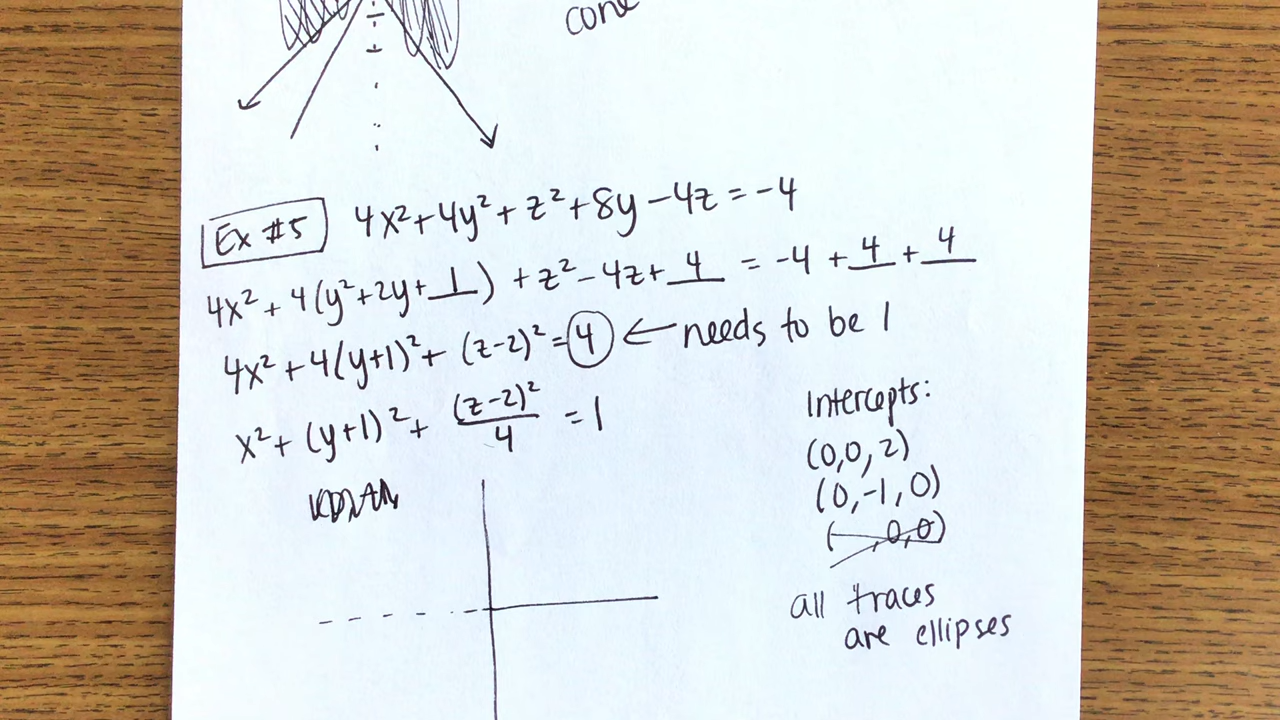 cone
Ex #5 4x² + 4y² + z² + 8y - 4z = -4
4x² + 4(y² + 2y + 1) + z² - 4z + 4 = -4 + 4 + 4
4x² + 4(y+1)² + (z-2)² = 4 ← needs to be 1
x² + (y+1)² + (z-2)²/4 = 1
Intercepts:
(0,0,2)
(0,-1,0)
( ,0,0)
all traces
are ellipses